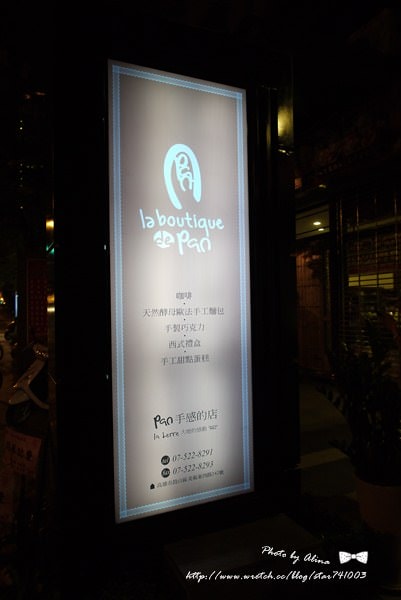 la boutique
de Pan
咖啡
天然酵母歐法手工麵包
手製巧克力
西式禮盒
手工甜點蛋糕
Pan 手感的店
la terre
07-522-8291
07-522-8293
Photo by Alina
http://www.wretch.cc/blog/star741003